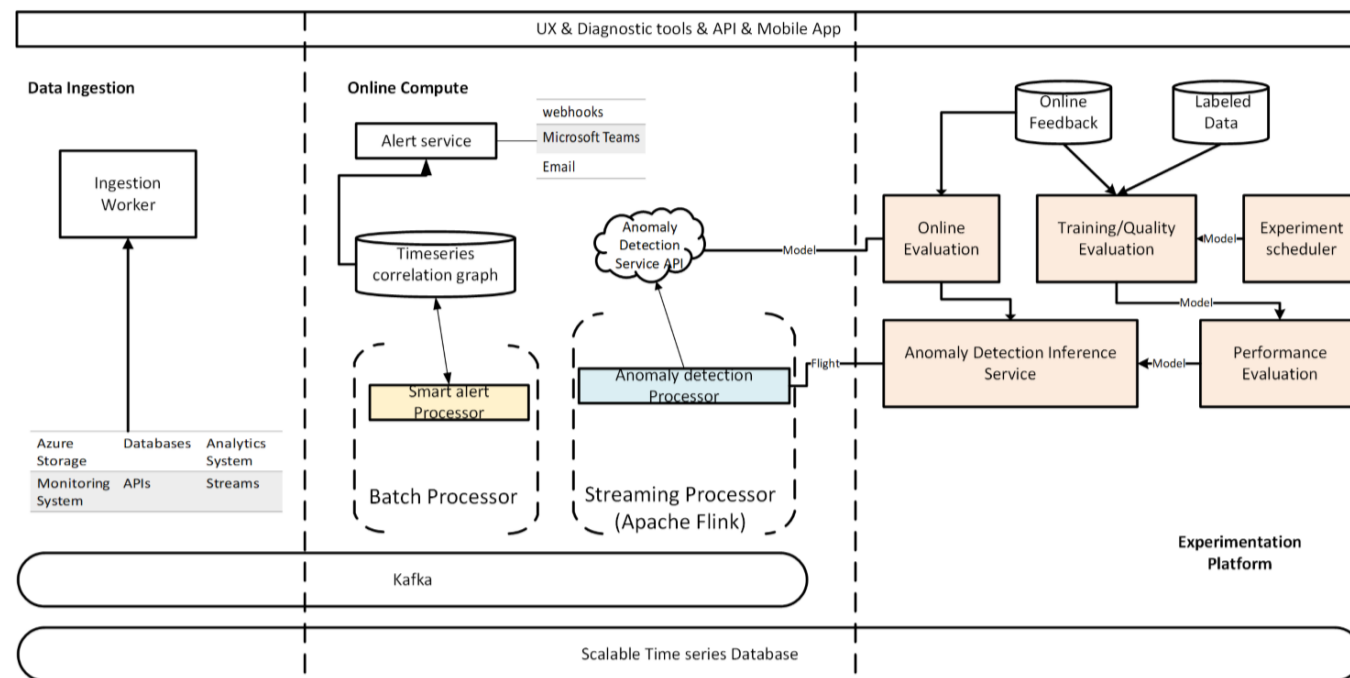 UX & Diagnostic tools & API & Mobile App
Data Ingestion
Ingestion
Worker
Azure
Storage
Databases
Analytics
System
Monitoring
System
APIs
Streams
Online Compute
Alert service
webhooks
Microsoft Teams
Email
Timeseries
correlation graph
Smart alert
Processor
Batch Processor
Anomaly
Detection
Service API
Model
Anomaly detection
Processor
Flight
Streaming Processor
(Apache Flink)
Online
Feedback
Labeled
Data
Online
Evaluation
Training/Quality
Evaluation
Model
Experiment
scheduler
Model
Anomaly Detection Inference
Service
Model
Performance
Evaluation
Experimentation
Platform
Kafka
Scalable Time series Database